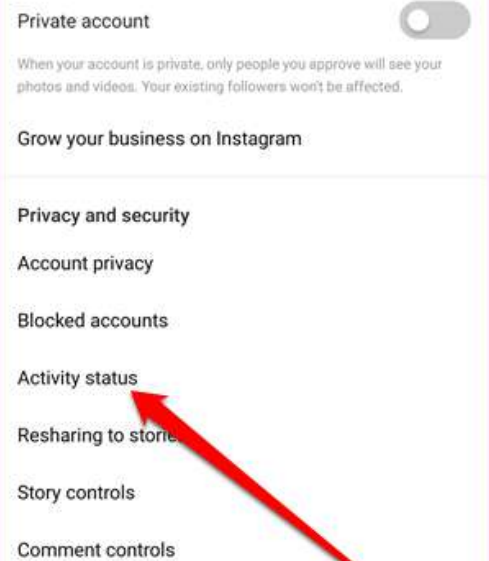 Private account
When your account is private, only people you approve will see your
photos and videos. Your existing followers won't be affected.
Grow your business on Instagram
Privacy and security
Account privacy
Blocked accounts
Activity status
Resharing to storie
Story controls
Comment controls